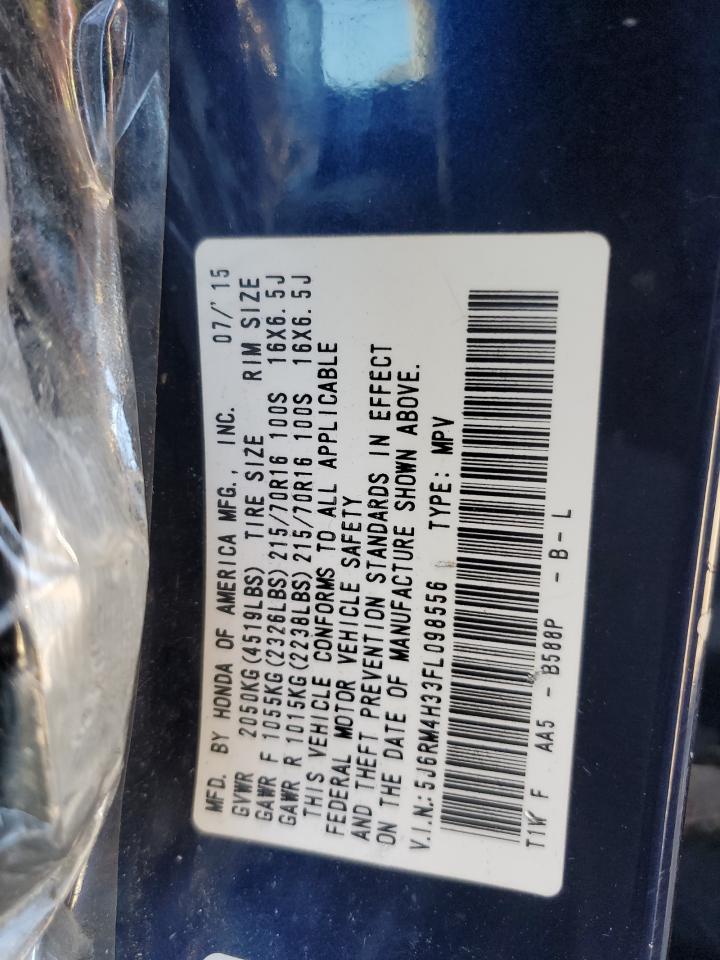 MFD. BY HONDA OF AMERICA MFG., INC. 07/'15
GVWR 2050KG(4519LBS) TIRE SIZE RIM SIZE
GAWR F 1055KG(2326LBS) 215/70R16 100S 16X6.5J
GAWR R 1015KG(2238LBS) 215/70R16 100S 16X6.5J
THIS VEHICLE CONFORMS TO ALL APPLICABLE
FEDERAL MOTOR VEHICLE SAFETY
AND THEFT PREVENTION STANDARDS IN EFFECT
ON THE DATE OF MANUFACTURE SHOWN ABOVE.
V.I.N.:5J6RM4H33FL098556 TYPE: MPV
T1W F AA5 - B588P - B - L